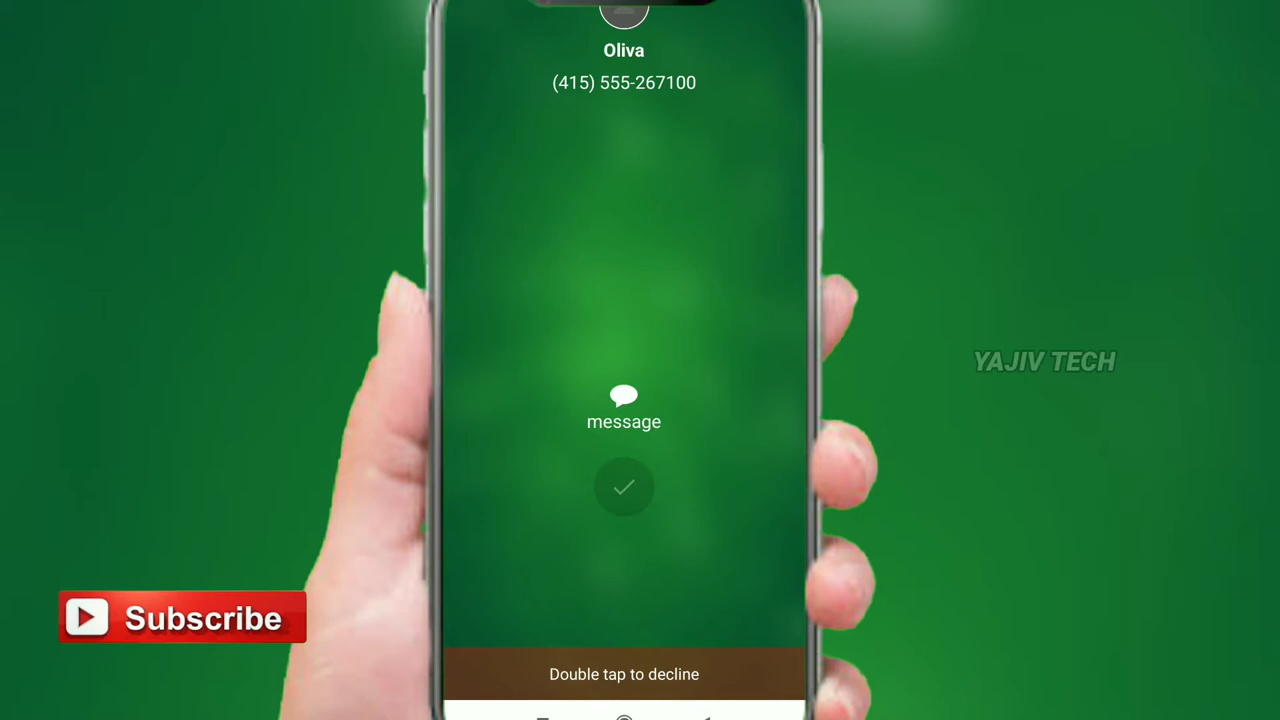 Oliva
(415) 555-267100
YAJIV TECH
message
Subscribe
Double tap to decline